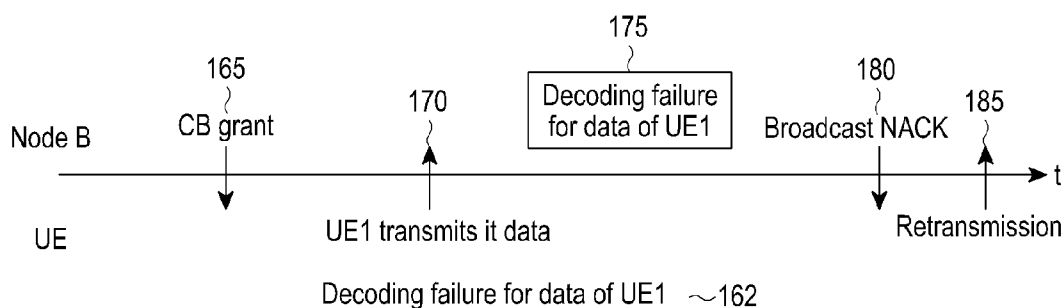 175
165
180
170
Decoding failure
for data of UE1
185
CB grant
Broadcast NACK
Node B
t
UE
UE1 transmits it data
Retransmission
Decoding failure for data of UE1 162